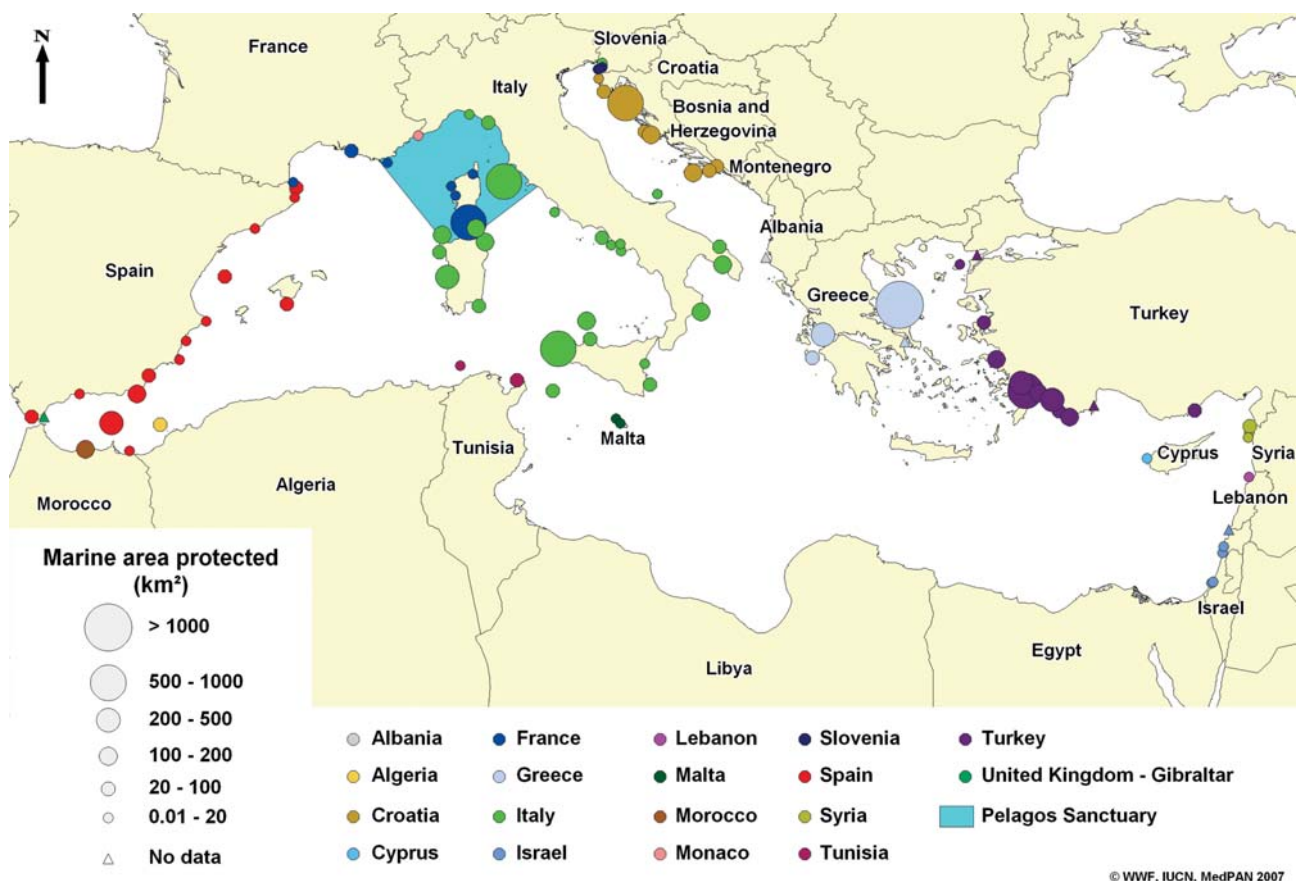 N
France
Slovenia
Croatia
Italy
Bosnia and
Herzegovina
Montenegro
Albania
Spain
Greece
Turkey
Malta
Tunisia
Cyprus
Syria
Algeria
Lebanon
Morocco
Israel
Egypt
Libya
Marine area protected
(km²)
> 1000
500 - 1000
200 - 500
100 - 200
20 - 100
0.01 - 20
No data
Albania
Algeria
Croatia
Cyprus
France
Greece
Italy
Israel
Lebanon
Malta
Morocco
Monaco
Slovenia
Spain
Syria
Tunisia
Turkey
United Kingdom - Gibraltar
Pelagos Sanctuary
© WWF, IUCN, MedPAN 2007